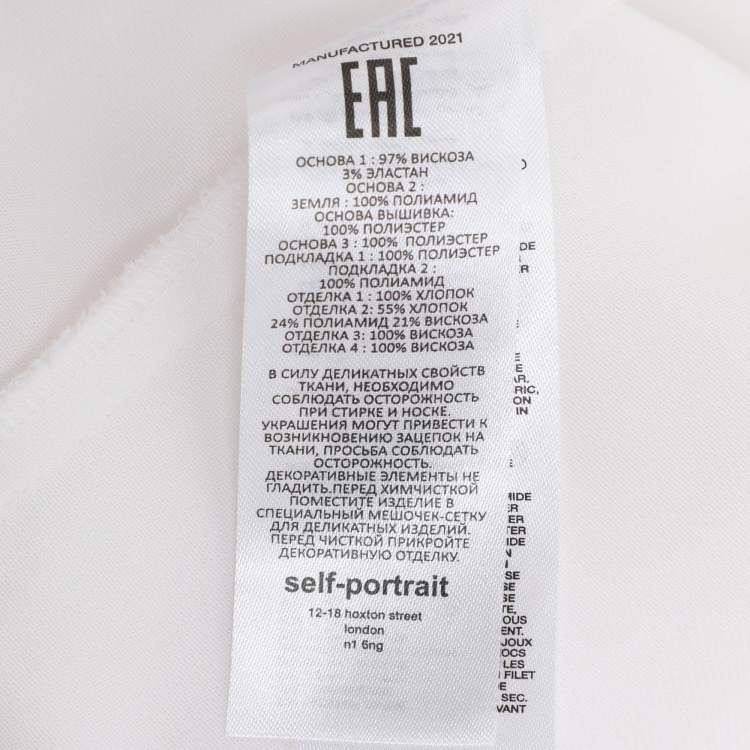 MANUFACTURED 2021
EAC
ОСНОВА 1 : 97% ВИСКОЗА
3% ЭЛАСТАН
ОСНОВА 2 :
ЗЕМЛЯ : 100% ПОЛИАМИД
ОСНОВА ВЫШИВКА:
100% ПОЛИЭСТЕР
ОСНОВА 3 : 100% ПОЛИЭСТЕР
ПОДКЛАДКА 1 : 100% ПОЛИЭСТЕР
ПОДКЛАДКА 2 :
100% ПОЛИАМИД
ОТДЕЛКА 1 : 100% ХЛОПОК
ОТДЕЛКА 2: 55% ХЛОПОК
24% ПОЛИАМИД 21% ВИСКОЗА
ОТДЕЛКА 3: 100% ВИСКОЗА
ОТДЕЛКА 4 : 100% ВИСКОЗА
В СИЛУ ДЕЛИКАТНЫХ СВОЙСТВ
ТКАНИ, НЕОБХОДИМО
СОБЛЮДАТЬ ОСТОРОЖНОСТЬ
ПРИ СТИРКЕ И НОСКЕ.
УКРАШЕНИЯ МОГУТ ПРИВЕСТИ К
ВОЗНИКНОВЕНИЮ ЗАЦЕПОК НА
ТКАНИ, ПРОСЬБА СОБЛЮДАТЬ
ОСТОРОЖНОСТЬ.
ДЕКОРАТИВНЫЕ ЭЛЕМЕНТЫ НЕ
ГЛАДИТЬ.ПЕРЕД ХИМЧИСТКОЙ
ПОМЕСТИТЕ ИЗДЕЛИЕ В
СПЕЦИАЛЬНЫЙ МЕШОЧЕК-СЕТКУ
ДЛЯ ДЕЛИКАТНЫХ ИЗДЕЛИЙ.
ПЕРЕД ЧИСТКОЙ ПРИКРОЙТЕ
ДЕКОРАТИВНУЮ ОТДЕЛКУ.
self-portrait
12-18 hoxton street
london
n1 6ng
ON
IN
FILET
SEC.